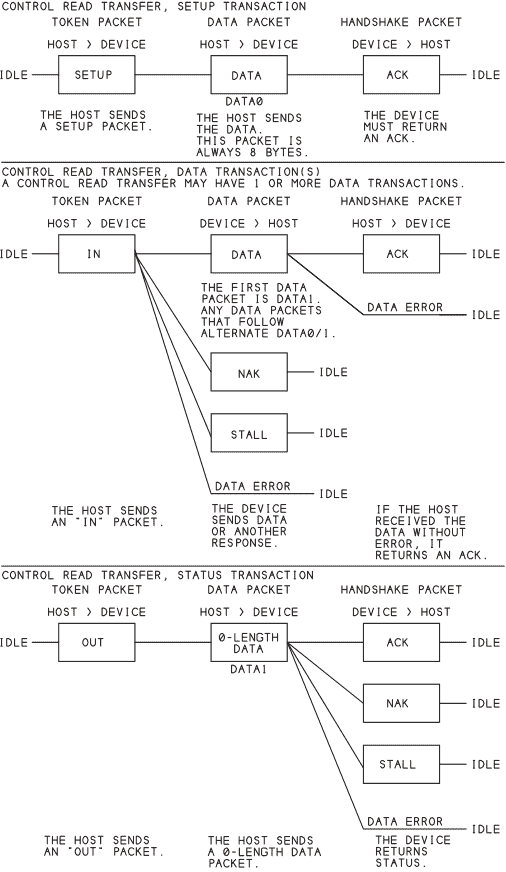 CONTROL READ TRANSFER, SETUP TRANSACTION
TOKEN PACKET DATA PACKET HANDSHAKE PACKET
HOST > DEVICE HOST > DEVICE DEVICE > HOST
IDLE SETUP DATA ACK IDLE
DATA0
THE HOST SENDS
A SETUP PACKET.
THE HOST SENDS
THE DATA.
THIS PACKET IS
ALWAYS 8 BYTES.
THE DEVICE
MUST RETURN
AN ACK.
CONTROL READ TRANSFER, DATA TRANSACTION(S)
A CONTROL READ TRANSFER MAY HAVE 1 OR MORE DATA TRANSACTIONS.
TOKEN PACKET DATA PACKET HANDSHAKE PACKET
HOST > DEVICE DEVICE > HOST HOST > DEVICE
IDLE IN DATA ACK IDLE
DATA ERROR IDLE
THE FIRST DATA
PACKET IS DATA1.
ANY DATA PACKETS
THAT FOLLOW
ALTERNATE DATA0/1.
NAK IDLE
STALL IDLE
DATA ERROR IDLE
THE HOST SENDS
AN "IN" PACKET.
THE DEVICE
SENDS DATA
OR ANOTHER
RESPONSE.
IF THE HOST
RECEIVED THE
DATA WITHOUT
ERROR, IT
RETURNS AN ACK.
CONTROL READ TRANSFER, STATUS TRANSACTION
TOKEN PACKET DATA PACKET HANDSHAKE PACKET
HOST > DEVICE HOST > DEVICE DEVICE > HOST
IDLE OUT 0-LENGTH DATA ACK IDLE
DATA1
NAK IDLE
STALL IDLE
DATA ERROR IDLE
THE HOST SENDS
AN "OUT" PACKET.
THE HOST SENDS
A 0-LENGTH DATA
PACKET.
THE DEVICE
RETURNS
STATUS.